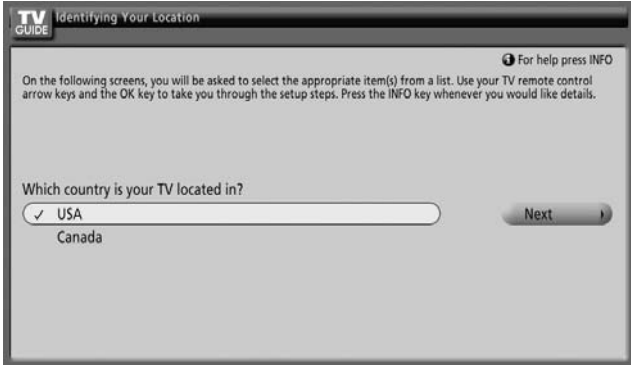 TV
GUIDE
Identifying Your Location
For help press INFO
On the following screens, you will be asked to select the appropriate item(s) from a list. Use your TV remote control
arrow keys and the OK key to take you through the setup steps. Press the INFO key whenever you would like details.
Which country is your TV located in?
✓ USA
Next
Canada